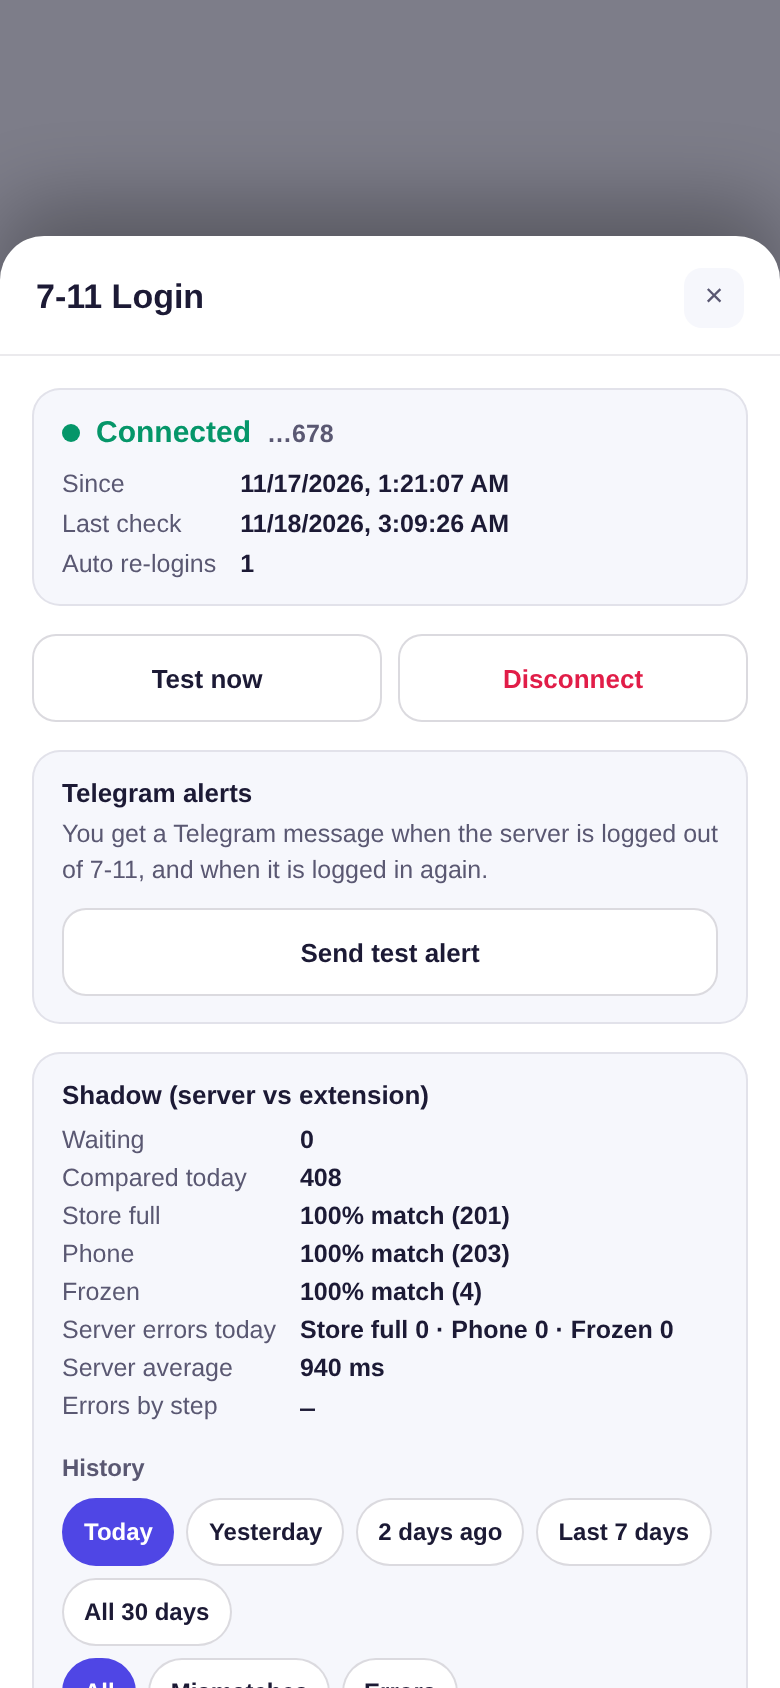 7-11 Login
×
Connected ...678
Since 11/17/2026, 1:21:07 AM
Last check 11/18/2026, 3:09:26 AM
Auto re-logins 1
Test now Disconnect
Telegram alerts
You get a Telegram message when the server is logged out
of 7-11, and when it is logged in again.
Send test alert
Shadow (server vs extension)
Waiting 0
Compared today 408
Store full 100% match (201)
Phone 100% match (203)
Frozen 100% match (4)
Server errors today Store full 0 · Phone 0 · Frozen 0
Server average 940 ms
Errors by step –
History
Today Yesterday 2 days ago Last 7 days
All 30 days
All Mismatches Errors